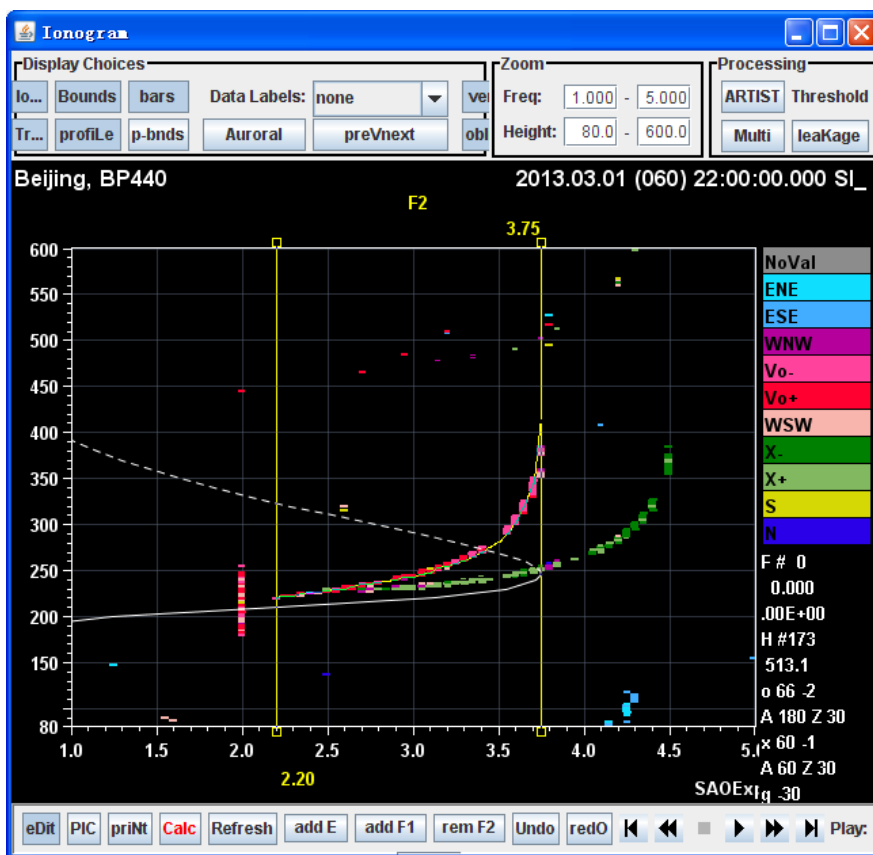 Ionogram
Display Choices
Zoom
Processing
Io... Bounds bars Data Labels: none ver
Freq: 1.000 - 5.000
ARTIST Threshold
Tr... profiLe p-bnds Auroral preVnext obl
Height: 80.0 - 600.0
Multi leaKage
Beijing, BP440
2013.03.01 (060) 22:00:00.000 SI_
F2
3.75
600
550
500
450
400
350
300
250
200
150
80
1.0 1.5 2.0 2.5 3.0 3.5 4.0 4.5 5.0
2.20
SAOEx
NoVal
ENE
ESE
WNW
Vo-
Vo+
WSW
X-
X+
S
N
F # 0
0.000
.00E+00
H #173
513.1
o 66 -2
A 180 Z 30
x 60 -1
A 60 Z 30
q -30
eDit PIC priNt Calc Refresh add E add F1 rem F2 Undo redO Play: